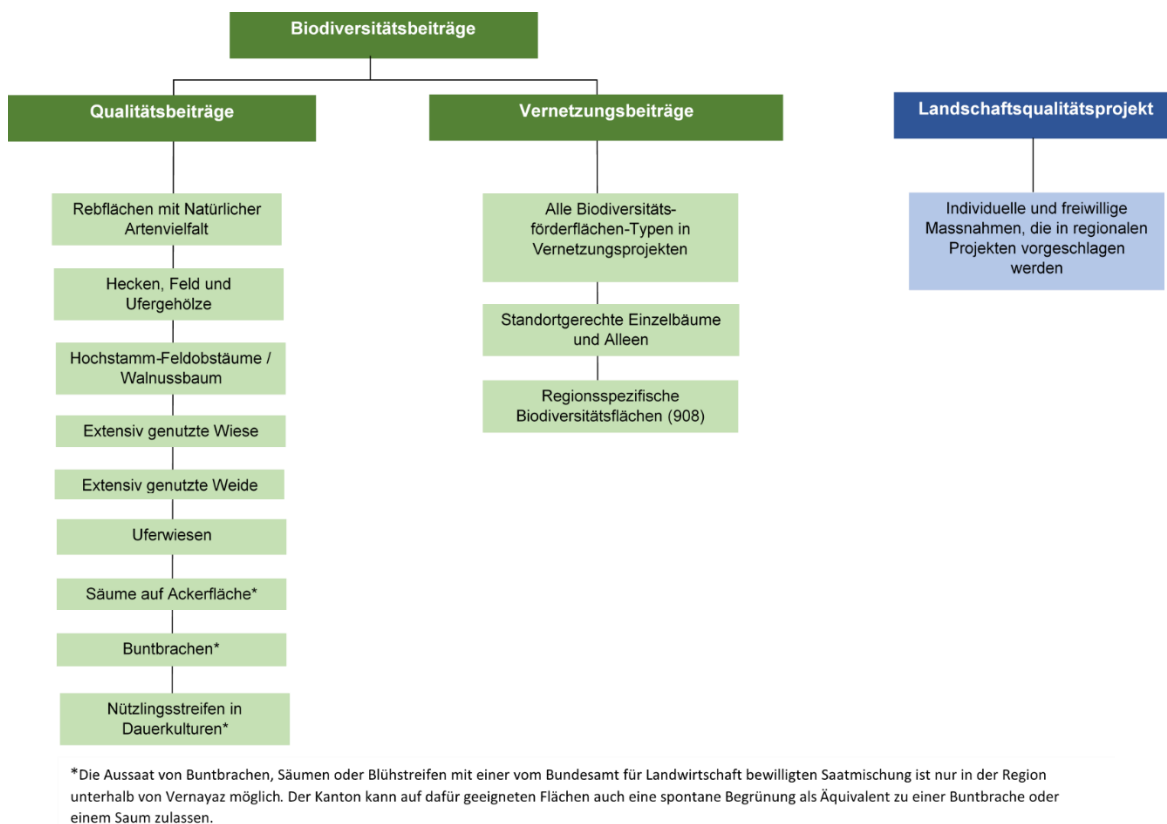 Biodiversitätsbeiträge
Qualitätsbeiträge
Rebflächen mit Natürlicher
Artenvielfalt
Hecken, Feld und
Ufergehölze
Hochstamm-Feldobstäume /
Walnussbaum
Extensiv genutzte Wiese
Extensiv genutzte Weide
Uferwiesen
Säume auf Ackerfläche*
Buntbrachen*
Nützlingsstreifen in
Dauerkulturen*
Vernetzungsbeiträge
Alle Biodiversitäts-
förderflächen-Typen in
Vernetzungsprojekten
Standortgerechte Einzelbäume
und Alleen
Regionsspezifische
Biodiversitätsflächen (908)
Landschaftsqualitätsprojekt
Individuelle und freiwillige
Massnahmen, die in regionalen
Projekten vorgeschlagen
werden
*Die Aussaat von Buntbrachen, Säumen oder Blühstreifen mit einer vom Bundesamt für Landwirtschaft bewilligten Saatmischung ist nur in der Region
unterhalb von Vernayaz möglich. Der Kanton kann auf dafür geeigneten Flächen auch eine spontane Begrünung als Äquivalent zu einer Buntbrache oder
einem Saum zulassen.